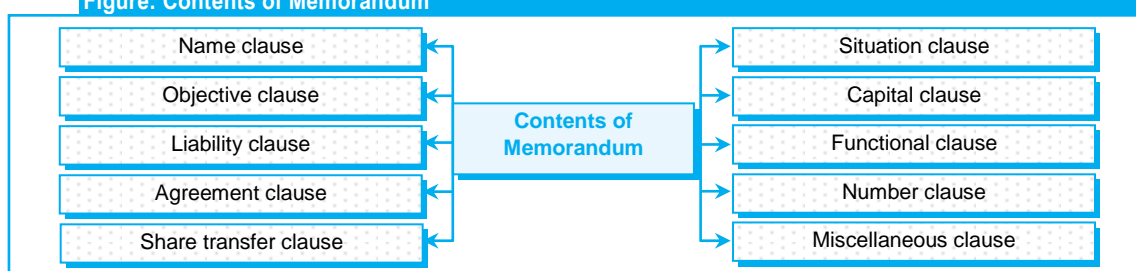 Figure: Contents of Memorandum
Name clause
Objective clause
Liability clause
Agreement clause
Share transfer clause
Contents of
Memorandum
Situation clause
Capital clause
Functional clause
Number clause
Miscellaneous clause